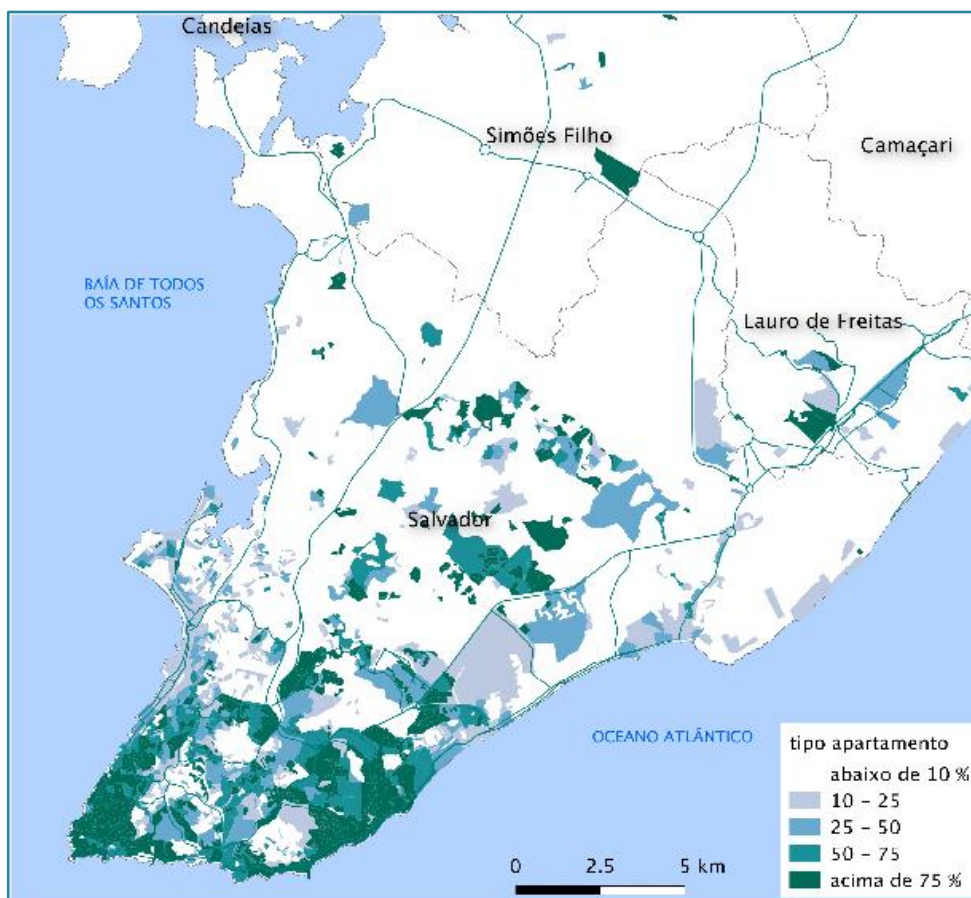 Candeias
Simões Filho
Camaçari
BAÍA DE TODOS
OS SANTOS
Lauro de Freitas
Salvador
OCEANO ATLÂNTICO
tipo apartamento
abaixo de 10 %
10 – 25
25 – 50
50 – 75
acima de 75 %
0 2.5 5 km